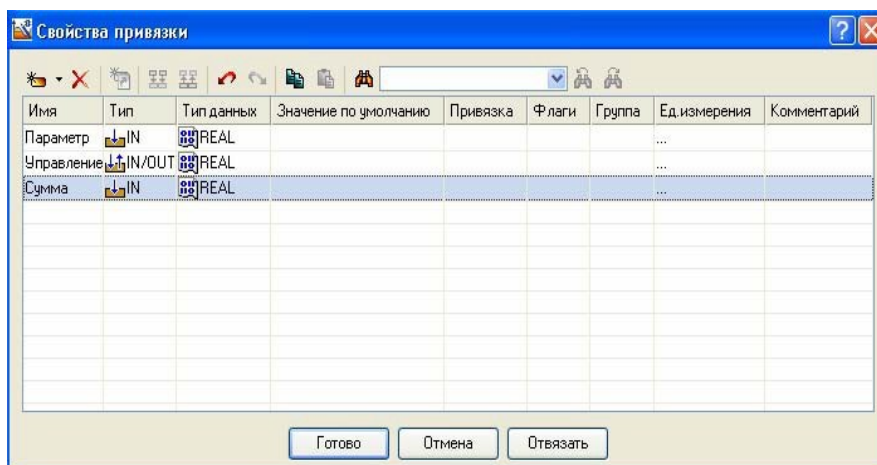 Свойства привязки
Имя Тип Тип данных Значение по умолчанию Привязка Флаги Группа Ед.измерения Комментарий
Параметр IN REAL ...
Управление IN/OUT REAL ...
Сумма IN REAL ...
Готово Отмена Отвязать